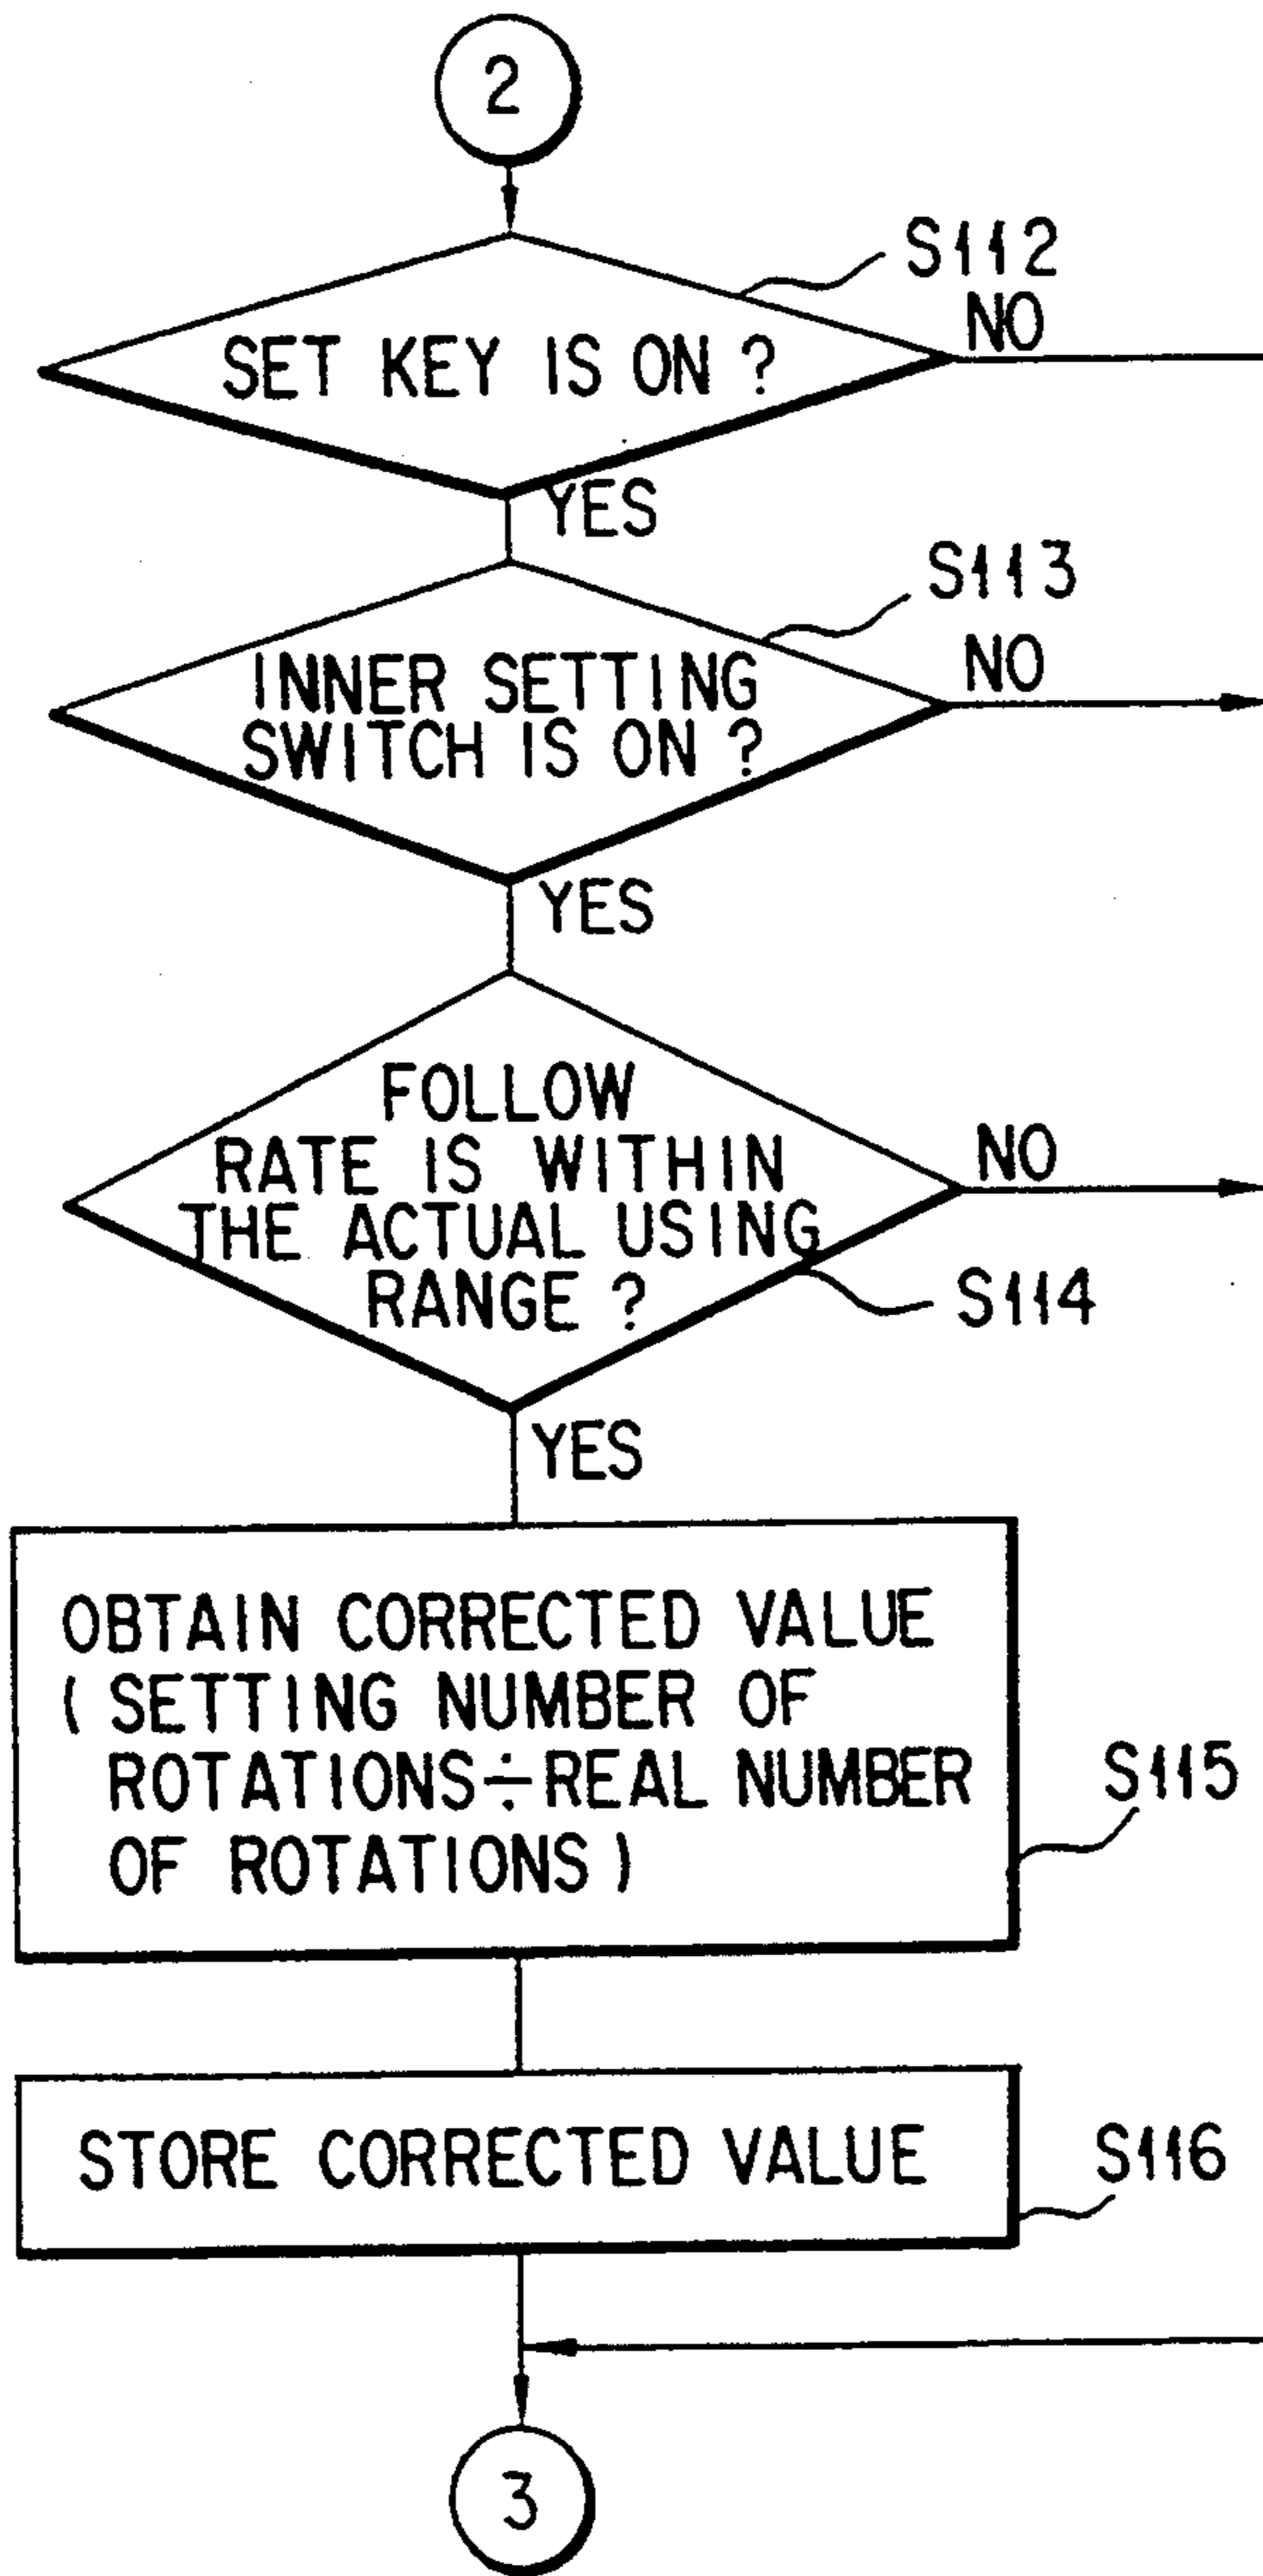 2
S112
SET KEY IS ON ?
NO
YES
S113
INNER SETTING
SWITCH IS ON ?
NO
YES
FOLLOW
RATE IS WITHIN
THE ACTUAL USING
RANGE ?
NO
S114
YES
OBTAIN CORRECTED VALUE
( SETTING NUMBER OF
ROTATIONS÷REAL NUMBER
OF ROTATIONS )
S115
STORE CORRECTED VALUE
S116
3